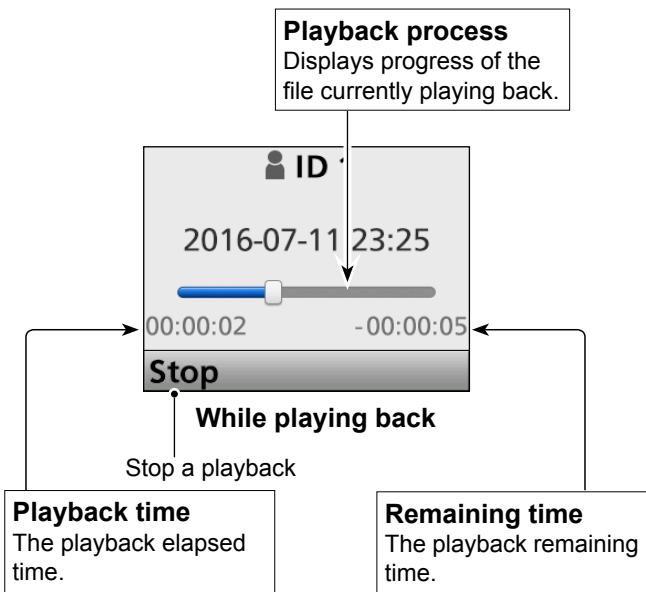 Playback process
Displays progress of the
file currently playing back.
ID 1
2016-07-11 23:25
00:00:02
-00:00:05
Stop
While playing back
Stop a playback
Playback time
The playback elapsed
time.
Remaining time
The playback remaining
time.